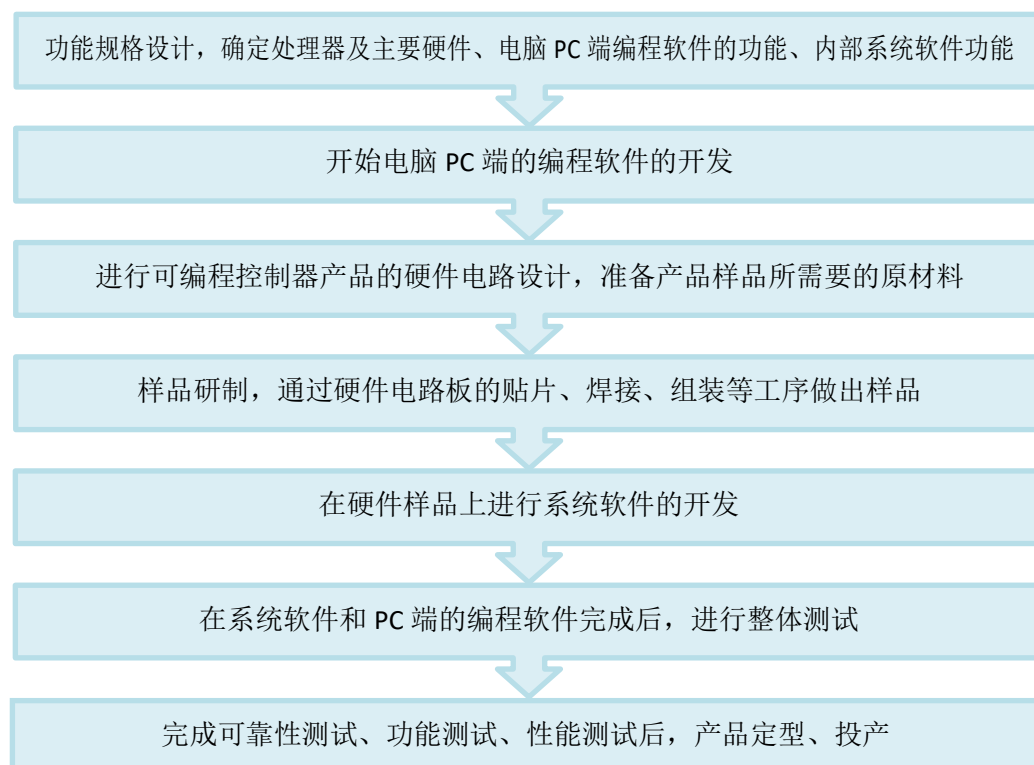 功能规格设计，确定处理器及主要硬件、电脑 PC 端编程软件的功能、内部系统软件功能
开始电脑 PC 端的编程软件的开发
进行可编程控制器产品的硬件电路设计，准备产品样品所需要的原材料
样品研制，通过硬件电路板的贴片、焊接、组装等工序做出样品
在硬件样品上进行系统软件的开发
在系统软件和 PC 端的编程软件完成后，进行整体测试
完成可靠性测试、功能测试、性能测试后，产品定型、投产